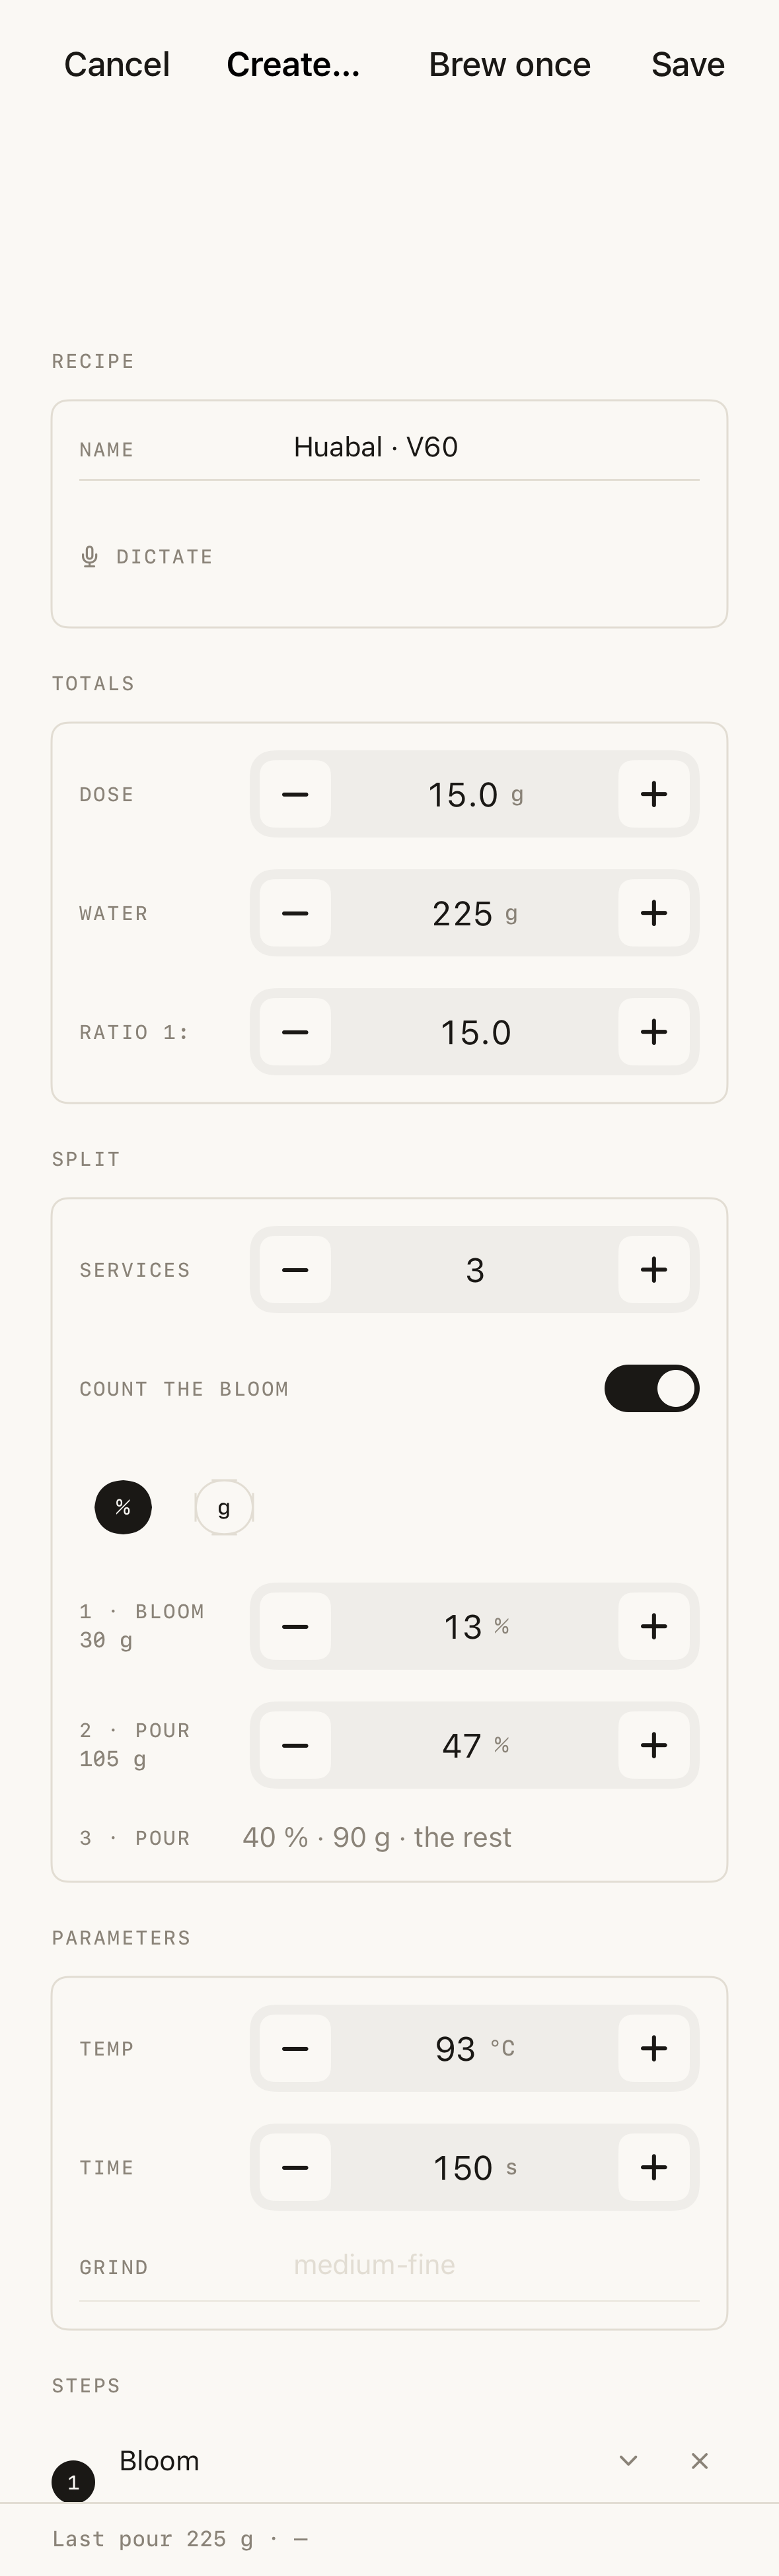 Cancel Create... Brew once Save
RECIPE
NAME Huabal · V60
DICTATE
TOTALS
DOSE − 15.0 g +
WATER − 225 g +
RATIO 1: − 15.0 +
SPLIT
SERVICES − 3 +
COUNT THE BLOOM
% g
1 · BLOOM
30 g
− 13 % +
2 · POUR
105 g
− 47 % +
3 · POUR 40 % · 90 g · the rest
PARAMETERS
TEMP − 93 °C +
TIME − 150 s +
GRIND medium-fine
STEPS
1 Bloom
Last pour 225 g · —